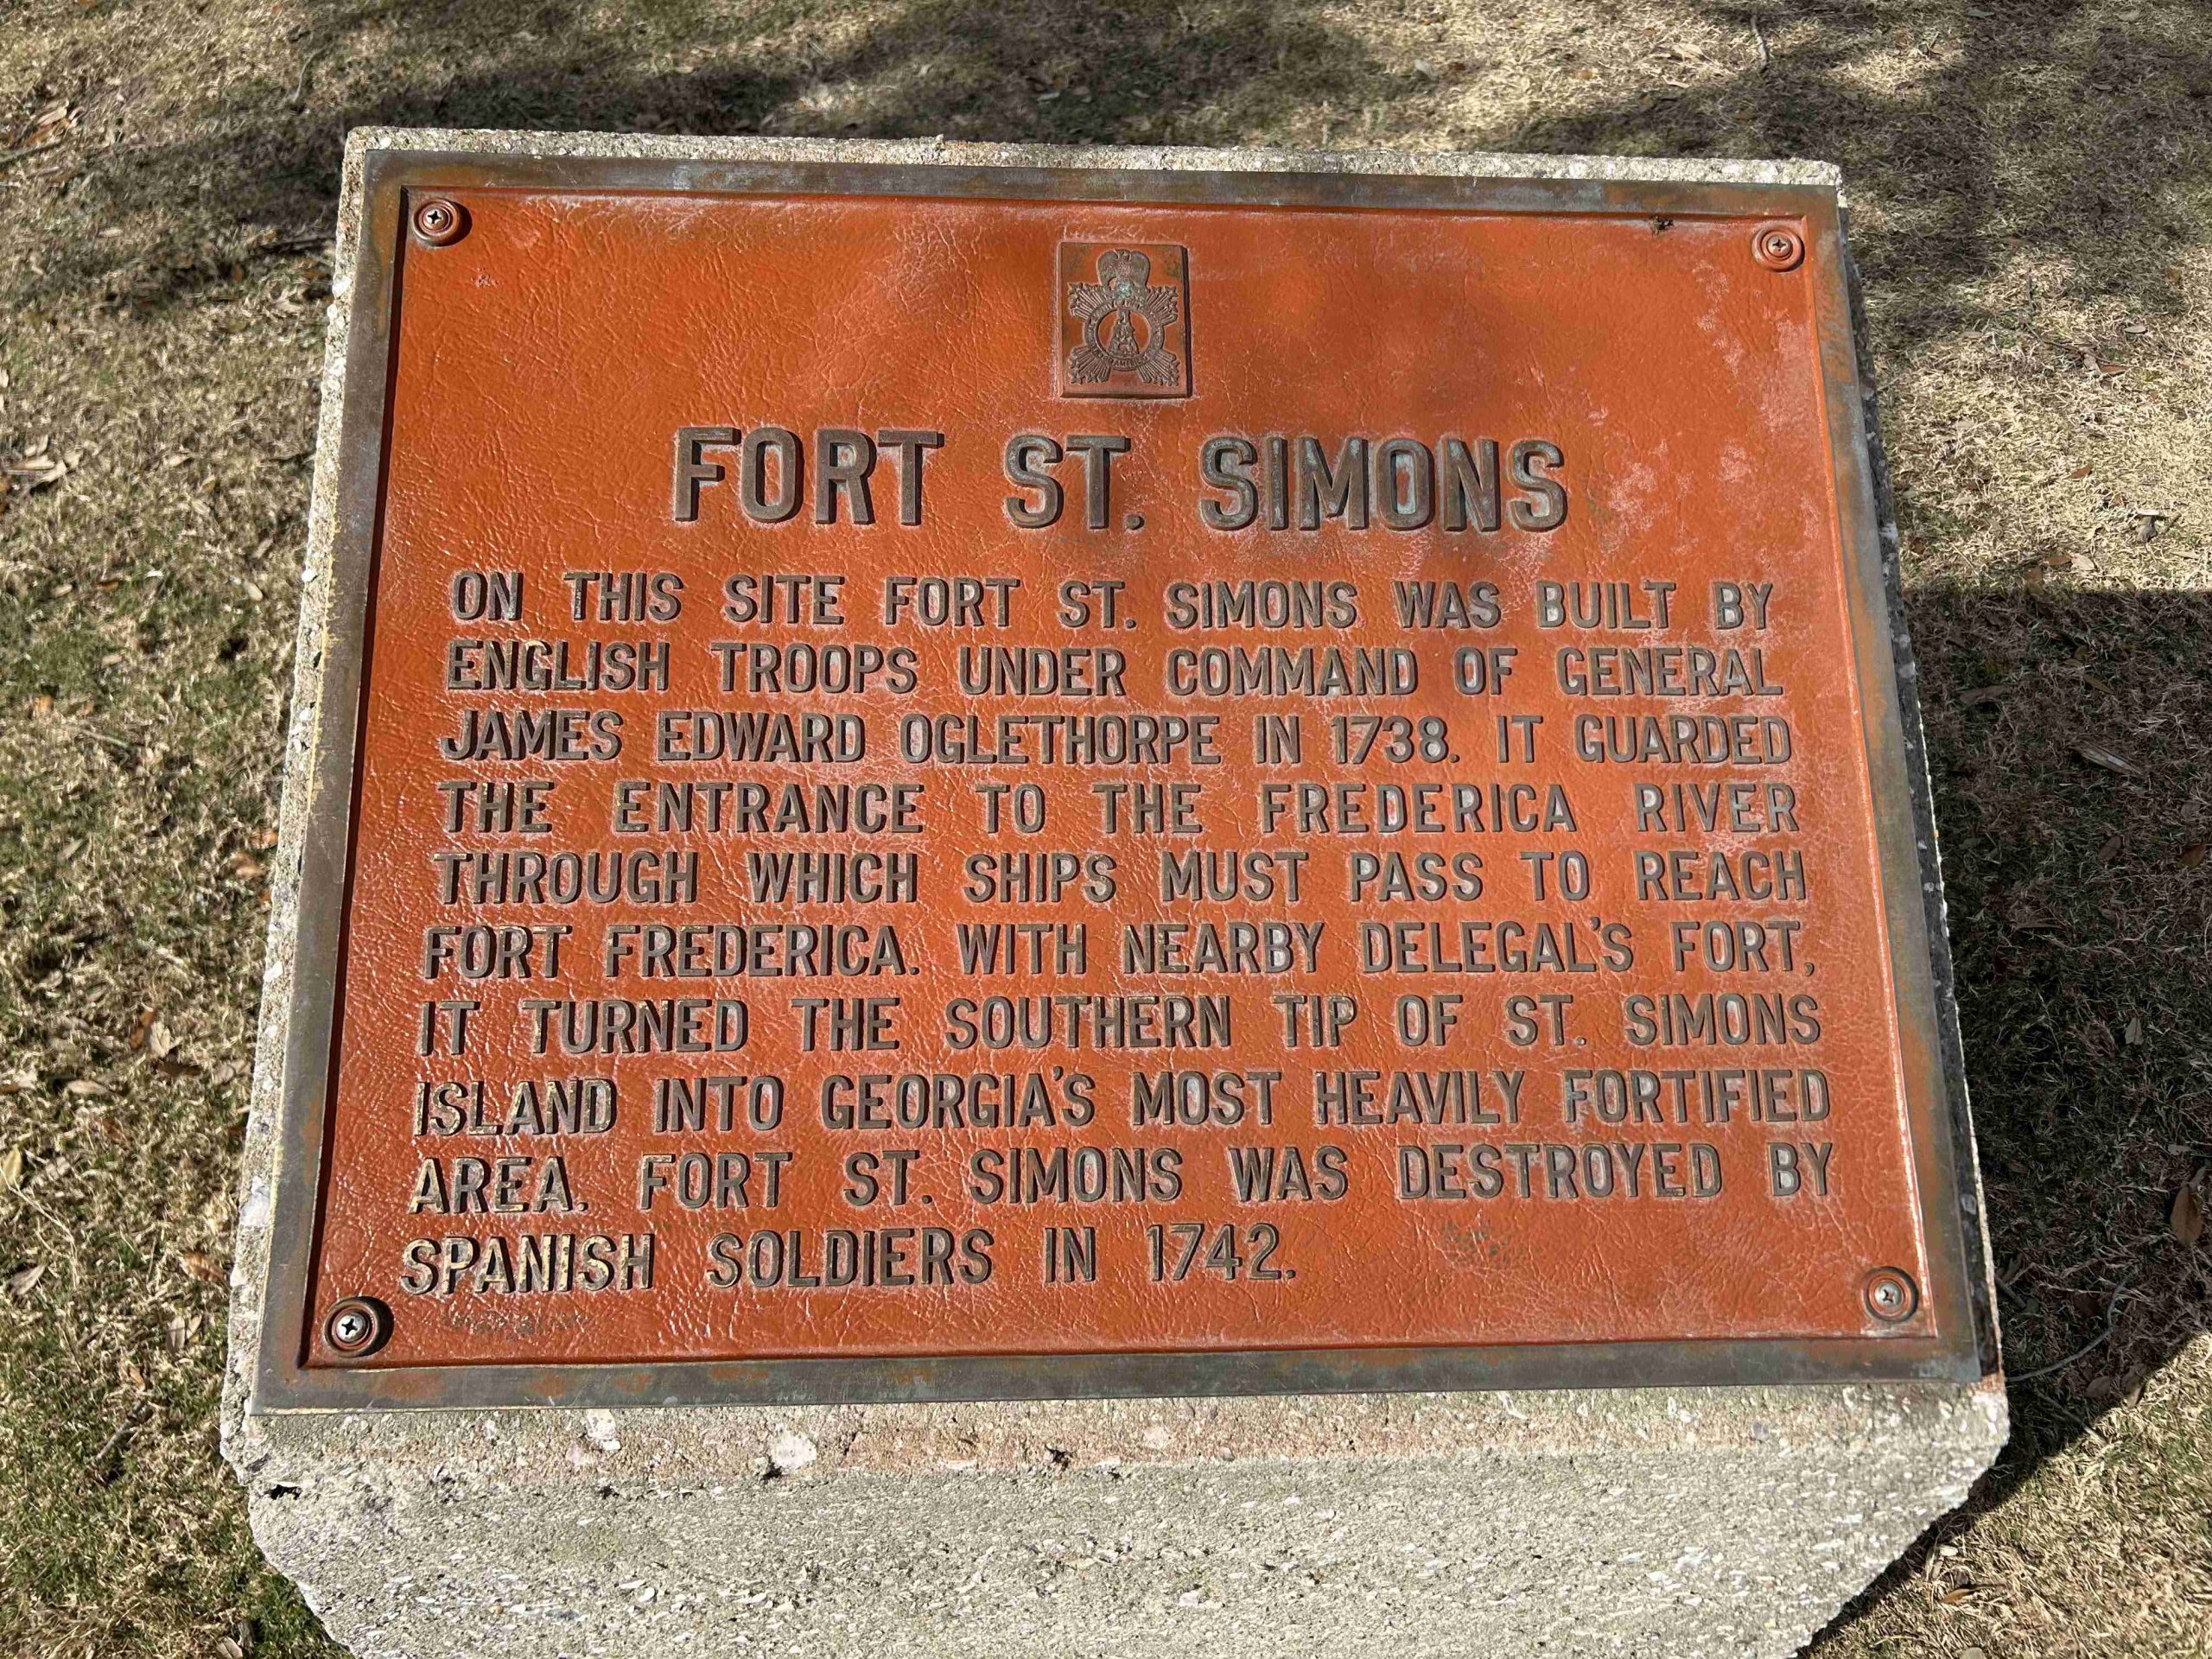 FORT ST. SIMONS
ON THIS SITE FORT ST. SIMONS WAS BUILT BY
ENGLISH TROOPS UNDER COMMAND OF GENERAL
JAMES EDWARD OGLETHORPE IN 1738. IT GUARDED
THE ENTRANCE TO THE FREDERICA RIVER
THROUGH WHICH SHIPS MUST PASS TO REACH
FORT FREDERICA. WITH NEARBY DELEGAL'S FORT,
IT TURNED THE SOUTHERN TIP OF ST. SIMONS
ISLAND INTO GEORGIA'S MOST HEAVILY FORTIFIED
AREA. FORT ST. SIMONS WAS DESTROYED BY
SPANISH SOLDIERS IN 1742.